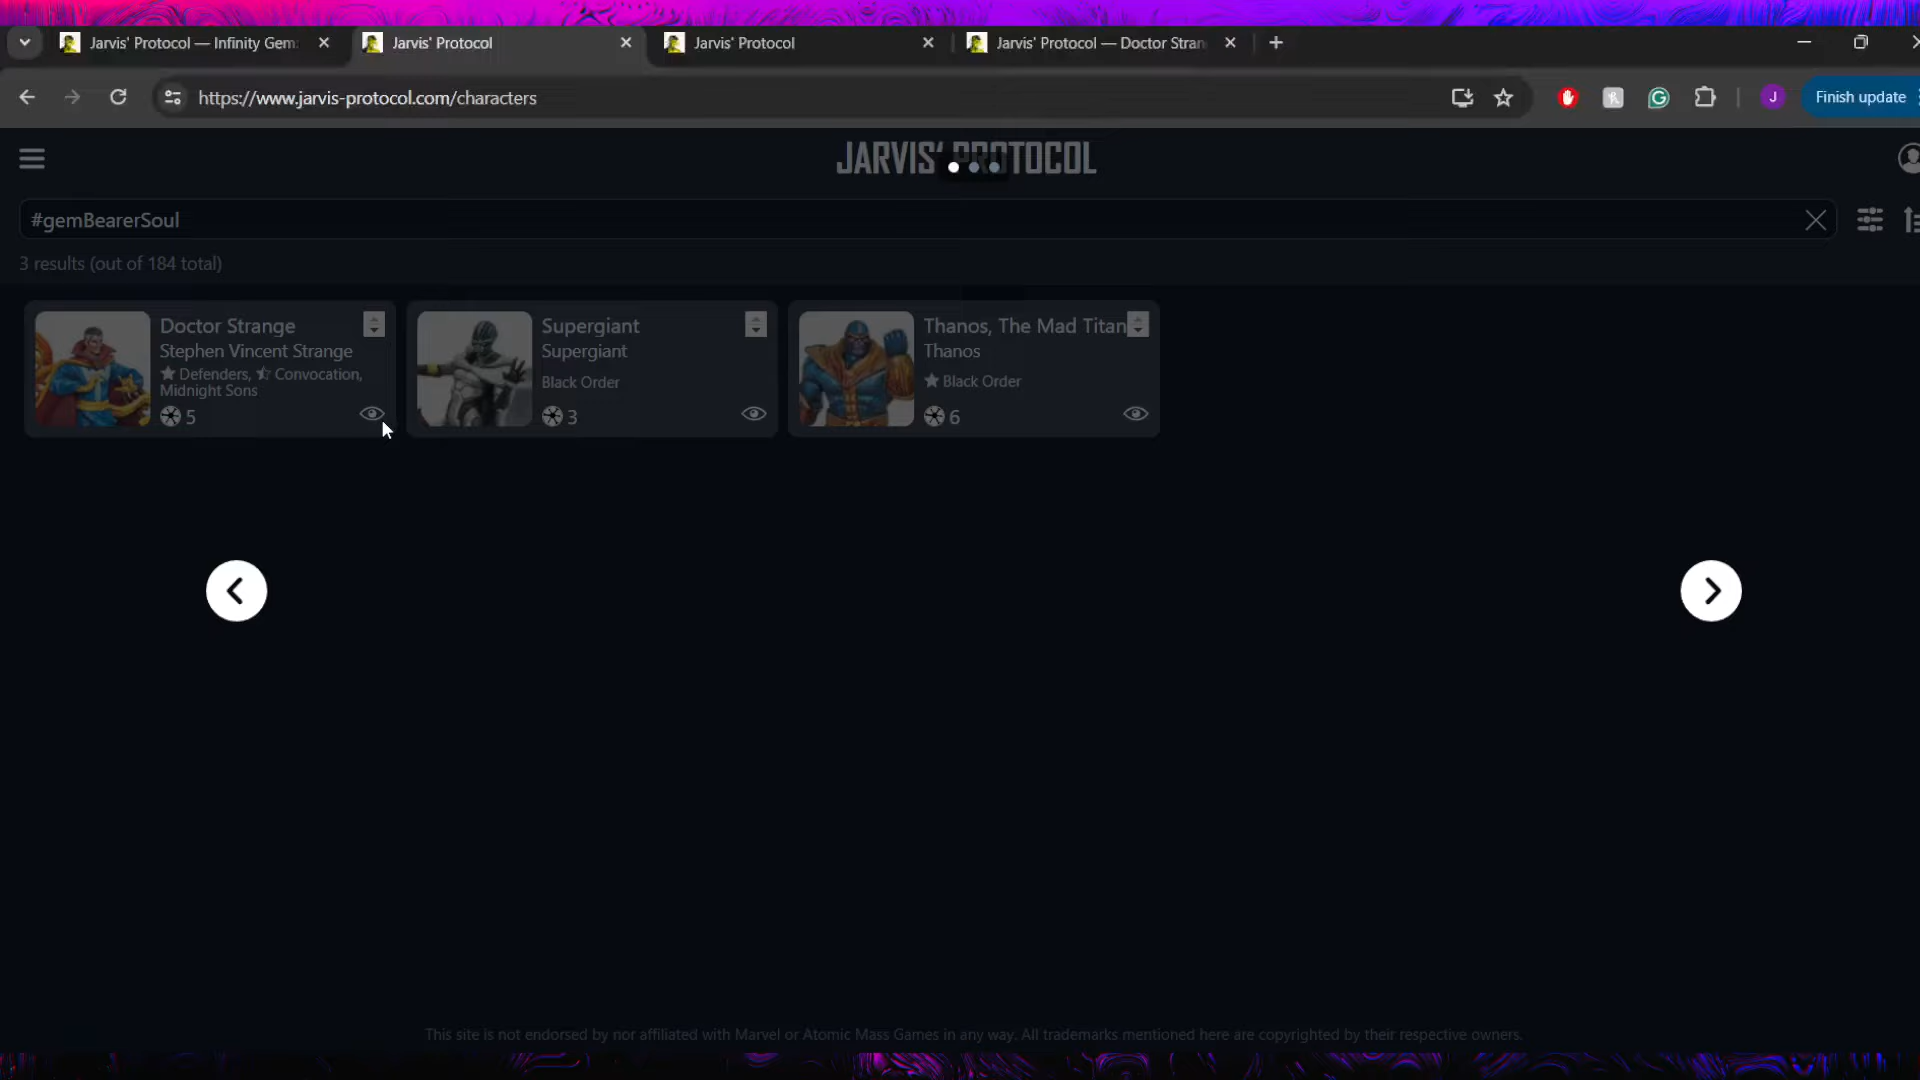 Jarvis' Protocol — Infinity Gem
Jarvis' Protocol
Jarvis' Protocol
Jarvis' Protocol — Doctor Stran
https://www.jarvis-protocol.com/characters
J
Finish update
JARVIS' PROTOCOL
#gemBearerSoul
3 results (out of 184 total)
Doctor Strange
Stephen Vincent Strange
Defenders, Convocation,
Midnight Sons
5
Supergiant
Supergiant
Black Order
3
Thanos, The Mad Titan
Thanos
Black Order
6
This site is not endorsed by nor affiliated with Marvel or Atomic Mass Games in any way. All trademarks mentioned here are copyrighted by their respective owners.